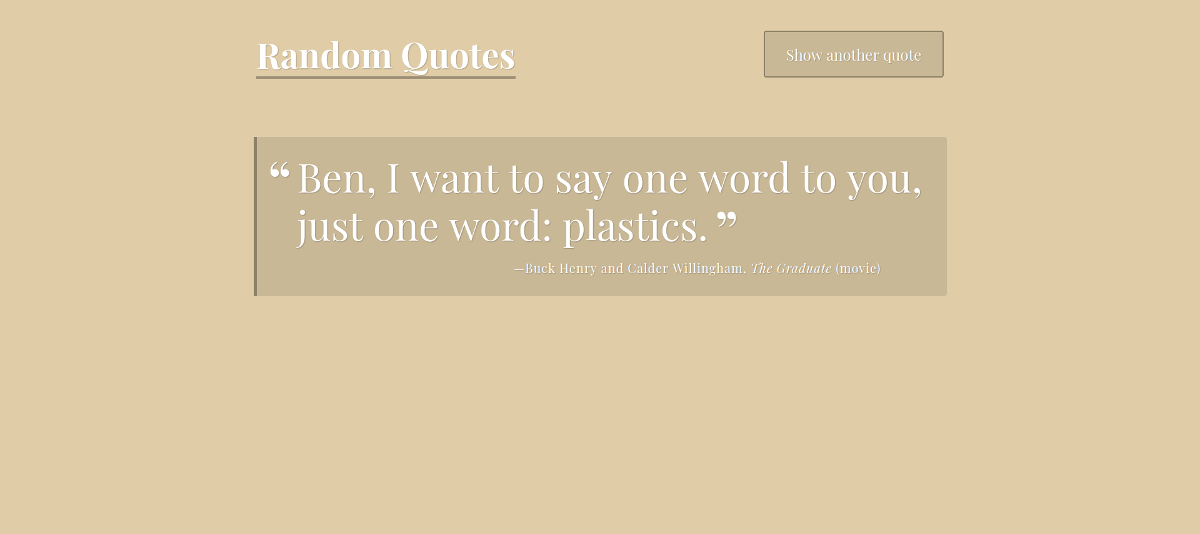 Random Quotes
Show another quote
“Ben, I want to say one word to you,
just one word: plastics.”
—Buck Henry and Calder Willingham, The Graduate (movie)